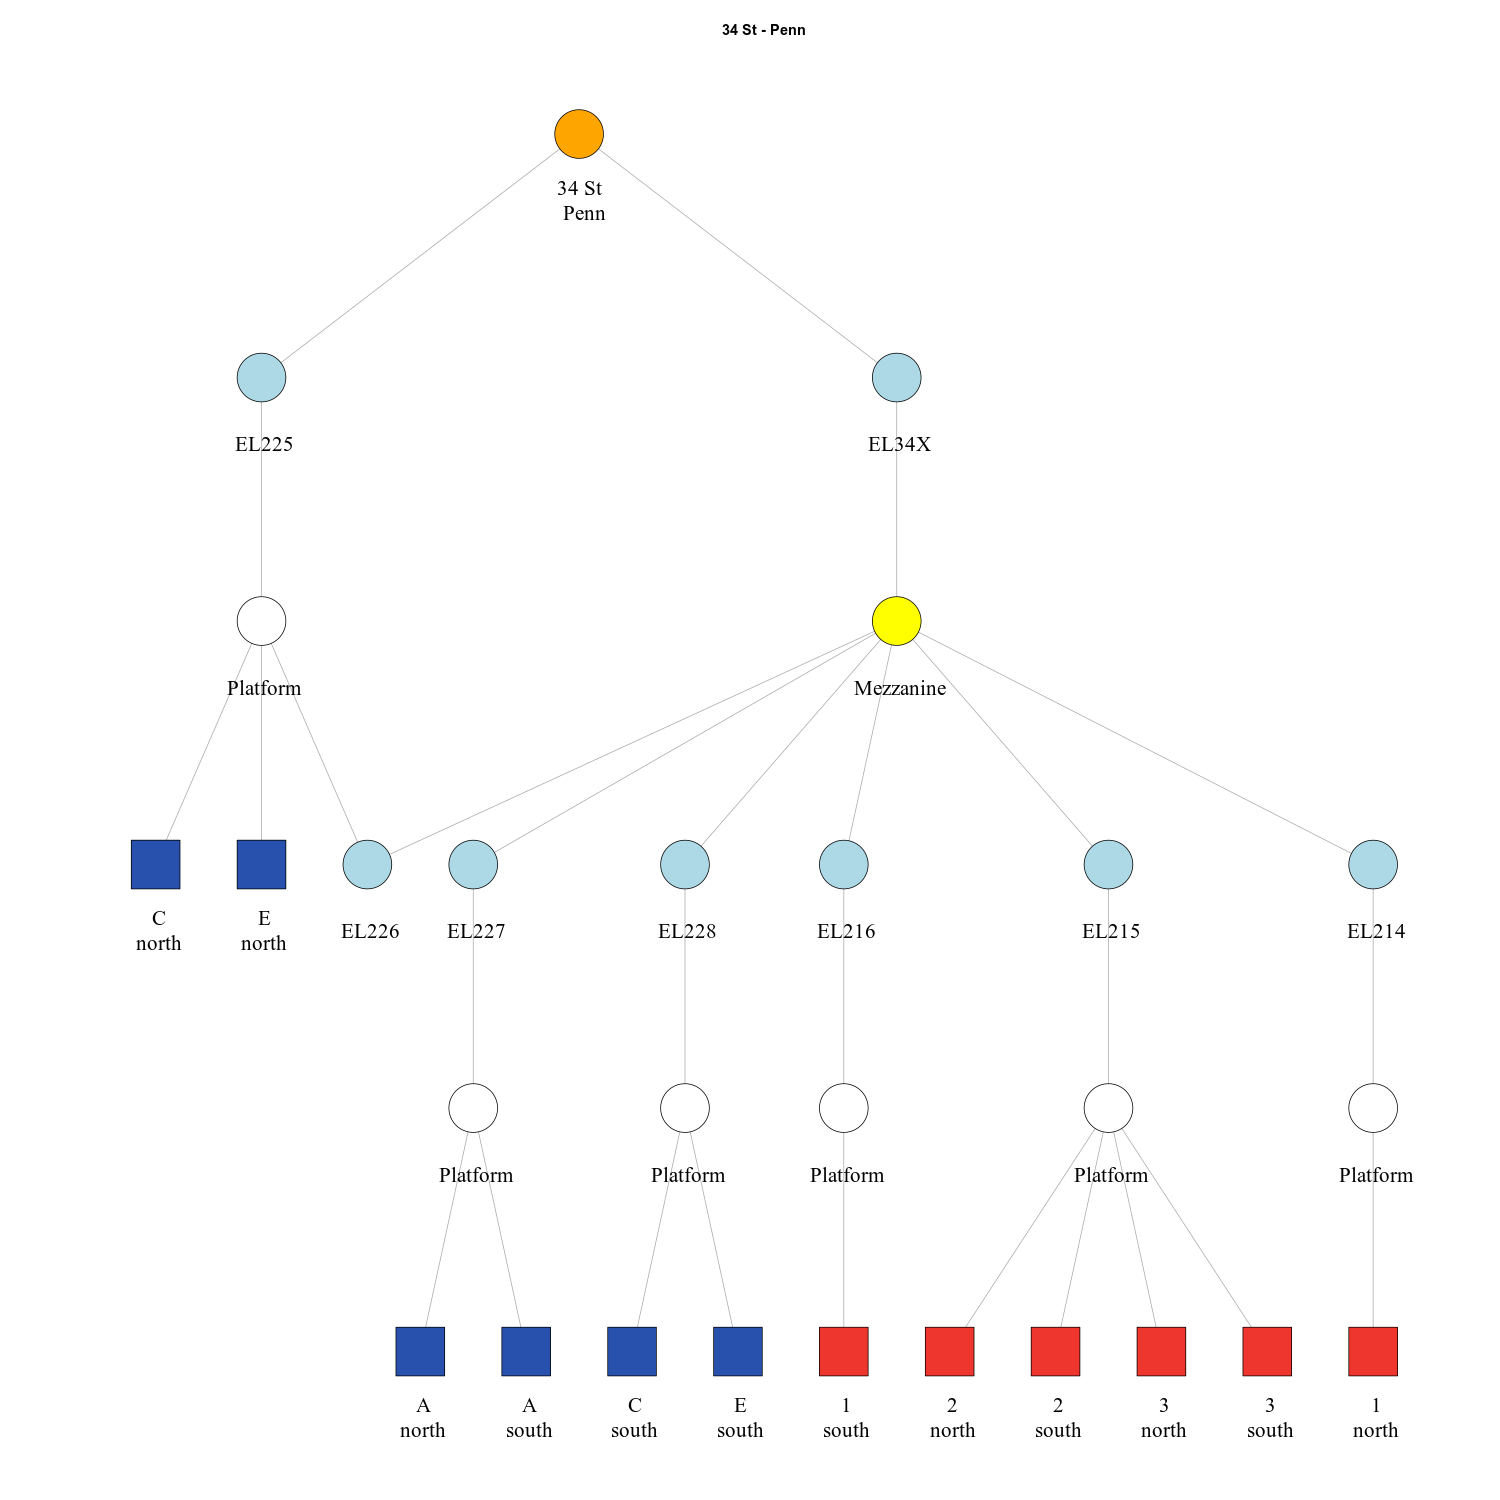 34 St - Penn
34 St
Penn
EL225
EL34X
Platform
Mezzanine
C
north
E
north
EL226
EL227
EL228
EL216
EL215
EL214
Platform
Platform
Platform
Platform
Platform
A
north
A
south
C
south
E
south
1
south
2
north
2
south
3
north
3
south
1
north